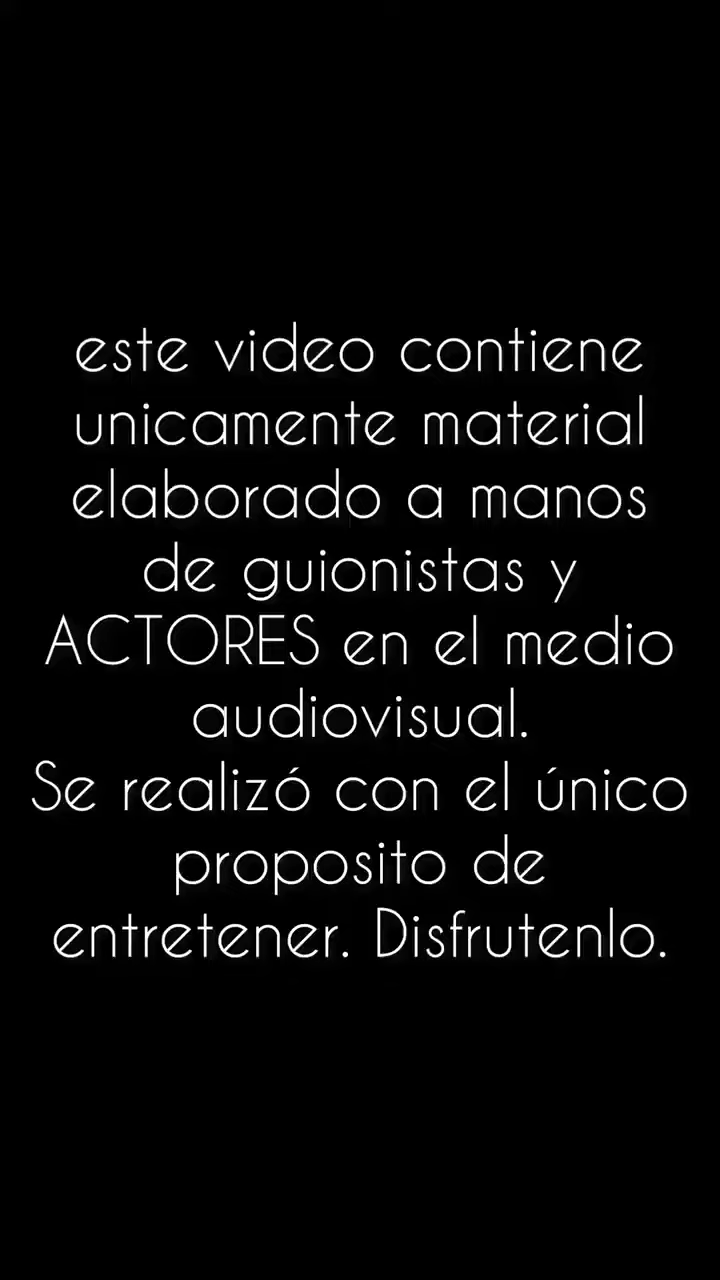 este video contiene
unicamente material
elaborado a manos
de guionistas y
ACTORES en el medio
audiovisual.
Se realizó con el único
proposito de
entretener. Disfrutenlo.